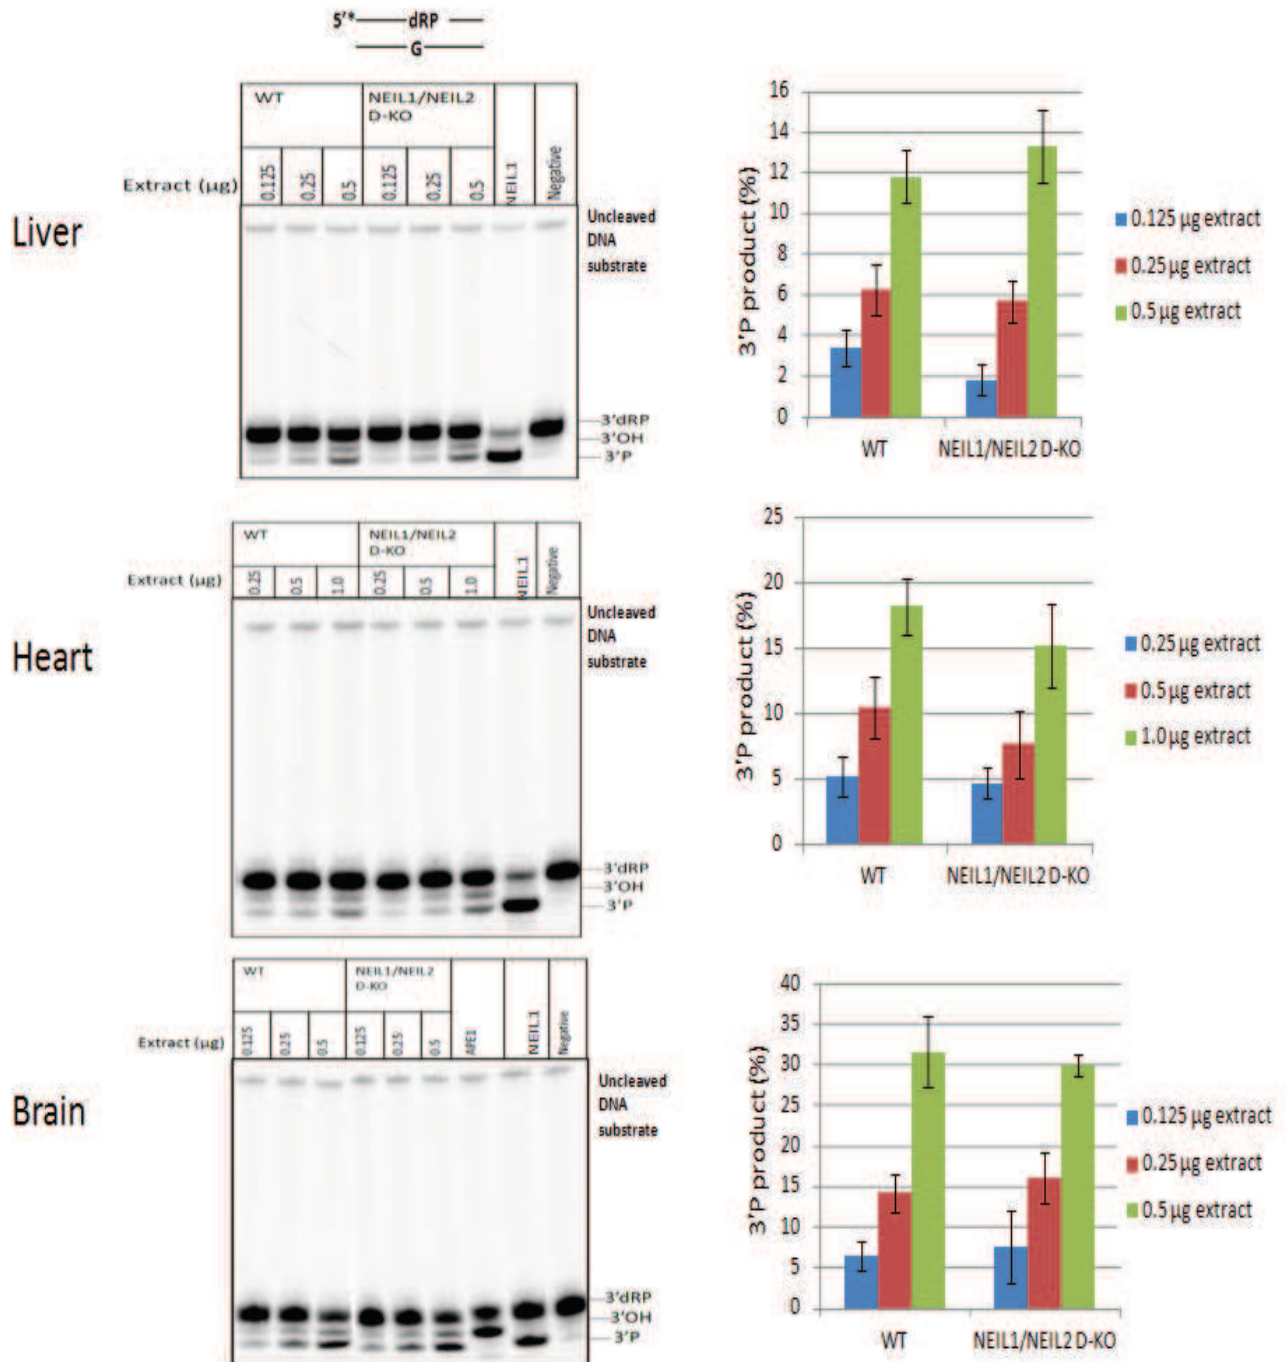 5'* dRP
G
Liver
WT NEIL1/NEIL2
D-KO
Extract (µg) 0.125 0.25 0.5 0.125 0.25 0.5 NEIL1 Negative
Uncleaved
DNA
substrate
3'dRP
3'OH
3'P
16
14
12
10
8
6
4
2
0
3'P product (%)
WT NEIL1/NEIL2 D-KO
0.125 µg extract
0.25 µg extract
0.5 µg extract
Heart
WT NEIL1/NEIL2
D-KO
Extract (µg) 0.25 0.5 1.0 0.25 0.5 1.0 NEIL1 Negative
Uncleaved
DNA
substrate
3'dRP
3'OH
3'P
25
20
15
10
5
0
3'P product (%)
WT NEIL1/NEIL2 D-KO
0.25 µg extract
0.5 µg extract
1.0 µg extract
Brain
WT NEIL1/NEIL2
D-KO
Extract (µg) 0.125 0.25 0.5 0.125 0.25 0.5 APE1 NEIL1 Negative
Uncleaved
DNA
substrate
3'dRP
3'OH
3'P
40
35
30
25
20
15
10
5
0
3'P product (%)
WT NEIL1/NEIL2 D-KO
0.125 µg extract
0.25 µg extract
0.5 µg extract